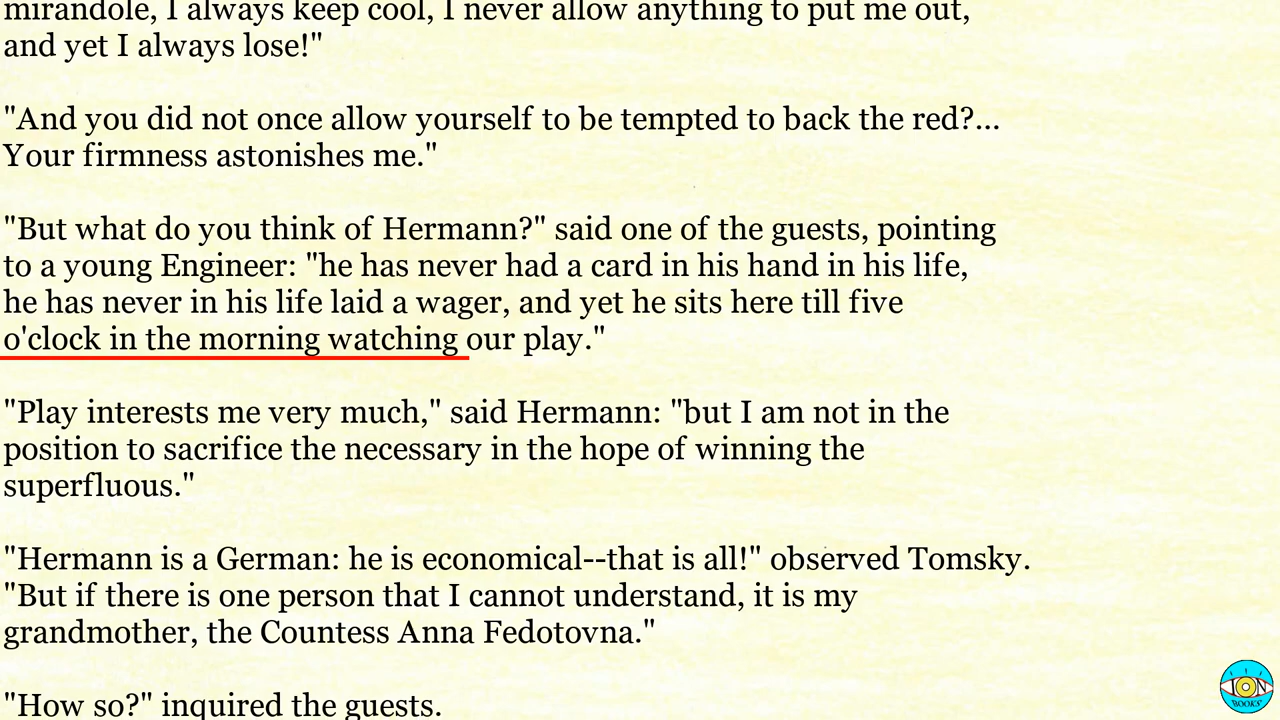 mirandole, I always keep cool, I never allow anything to put me out,
and yet I always lose!"
"And you did not once allow yourself to be tempted to back the red?...
Your firmness astonishes me."
"But what do you think of Hermann?" said one of the guests, pointing
to a young Engineer: "he has never had a card in his hand in his life,
he has never in his life laid a wager, and yet he sits here till five
o'clock in the morning watching our play."
"Play interests me very much," said Hermann: "but I am not in the
position to sacrifice the necessary in the hope of winning the
superfluous."
"Hermann is a German: he is economical--that is all!" observed Tomsky.
"But if there is one person that I cannot understand, it is my
grandmother, the Countess Anna Fedotovna."
"How so?" inquired the guests.
ION
BOOKS